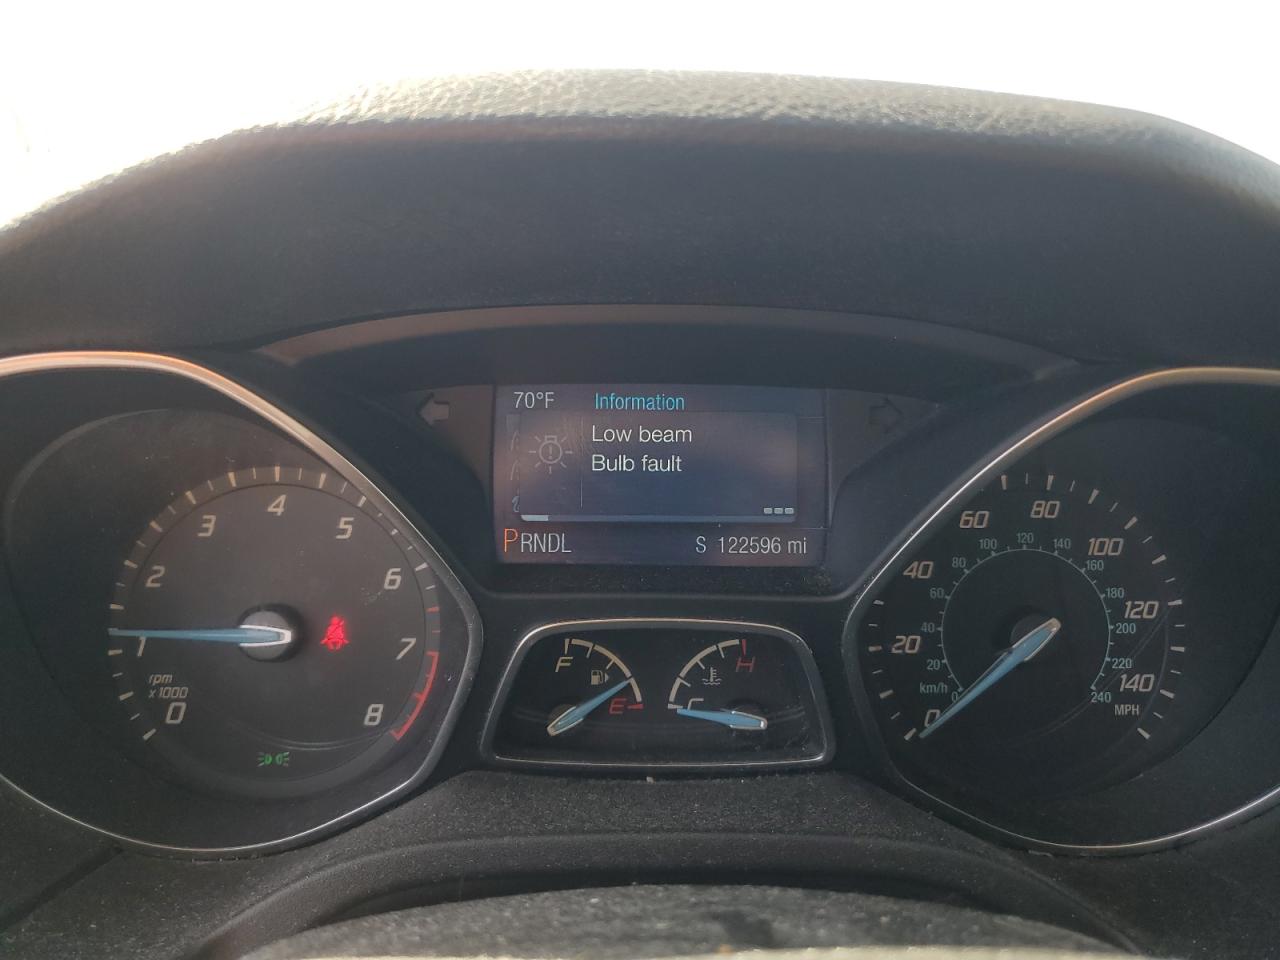 70°F Information
Low beam
Bulb fault
PRNDL S 122596 mi
0 1 2 3 4 5 6 7 8
rpm
x1000
F E
C H
0 20 40 60 80 100 120 140
MPH
0 20 40 60 80 100 120 140 160 180 200 220 240
km/h